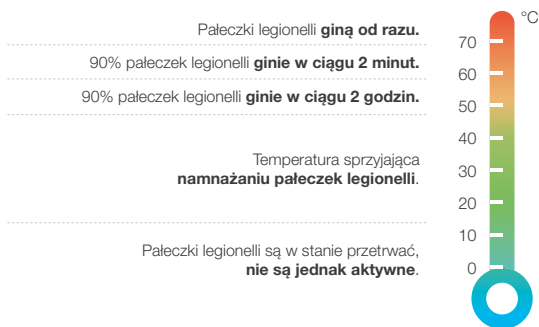 °C
Pałeczki legionelli giną od razu.
70
90% pałeczek legionelli ginie w ciągu 2 minut.
60
90% pałeczek legionelli ginie w ciągu 2 godzin.
50
40
Temperatura sprzyjająca
30
namnażaniu pałeczek legionelli.
20
10
Pałeczki legionelli są w stanie przetrwać,
nie są jednak aktywne.
0